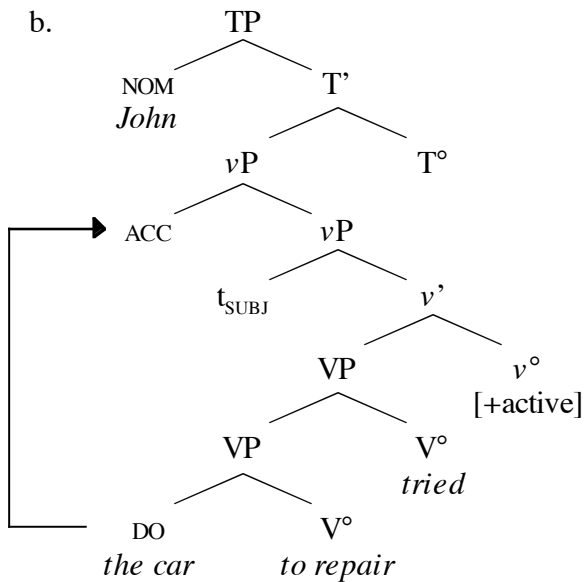 b. TP
NOM T’
John
vP T°
ACC vP
tSUBJ v’
VP v°
[+active]
VP V°
tried
DO V°
the car to repair